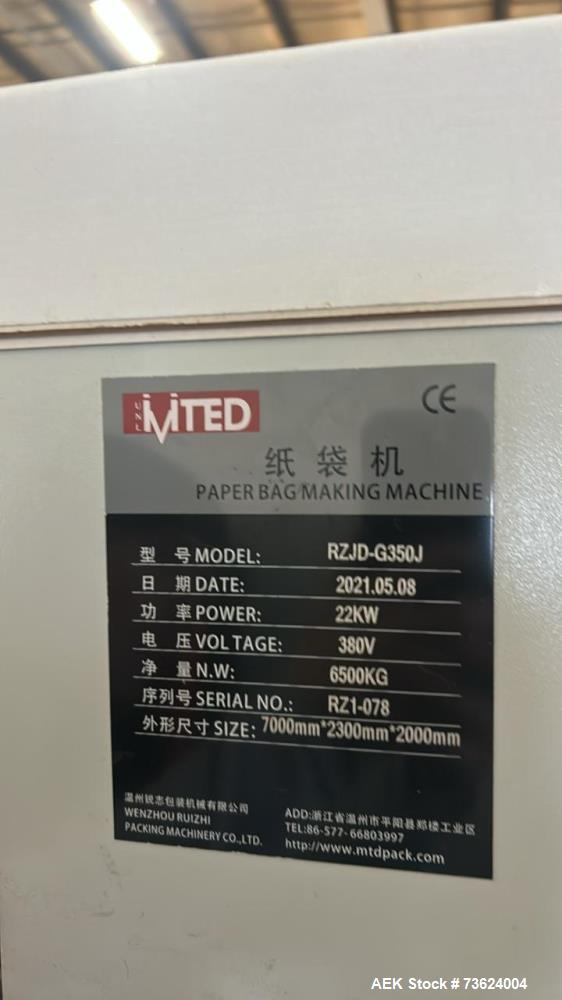 UNL
MTED
CE
纸袋机
PAPER BAG MAKING MACHINE
型 号 MODEL: RZJD-G350J
日 期 DATE: 2021.05.08
功 率 POWER: 22KW
电 压 VOL TAGE: 380V
净 量 N.W: 6500KG
序列号 SERIAL NO.: RZ1-078
外形尺寸 SIZE: 7000mm*2300mm*2000mm
温州锐志包装机械有限公司
WENZHOU RUIZHI
PACKING MACHINERY CO.,LTD.
ADD:浙江省温州市平阳县郑楼工业区
TEL:86-577- 66803997
http://www.mtdpack.com
AEK Stock # 73624004